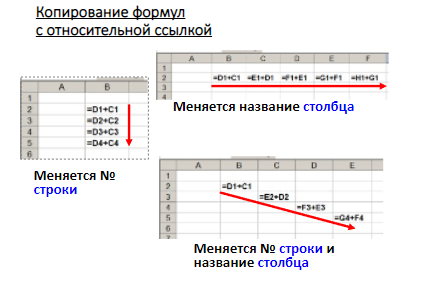 Копирование формул
с относительной ссылкой
A B C D E F
1
2 =D1+C1 =E1+D1 =F1+E1 =G1+F1 =H1+G1
3
Меняется название столбца
A B
1
2 =D1+C1
3 =D2+C2
4 =D3+C3
5 =D4+C4
6
Меняется №
строки
A B C D E
1
2 =D1+C1
3 =E2+D2
4 =F3+E3
5 =G4+F4
6
Меняется № строки и
название столбца